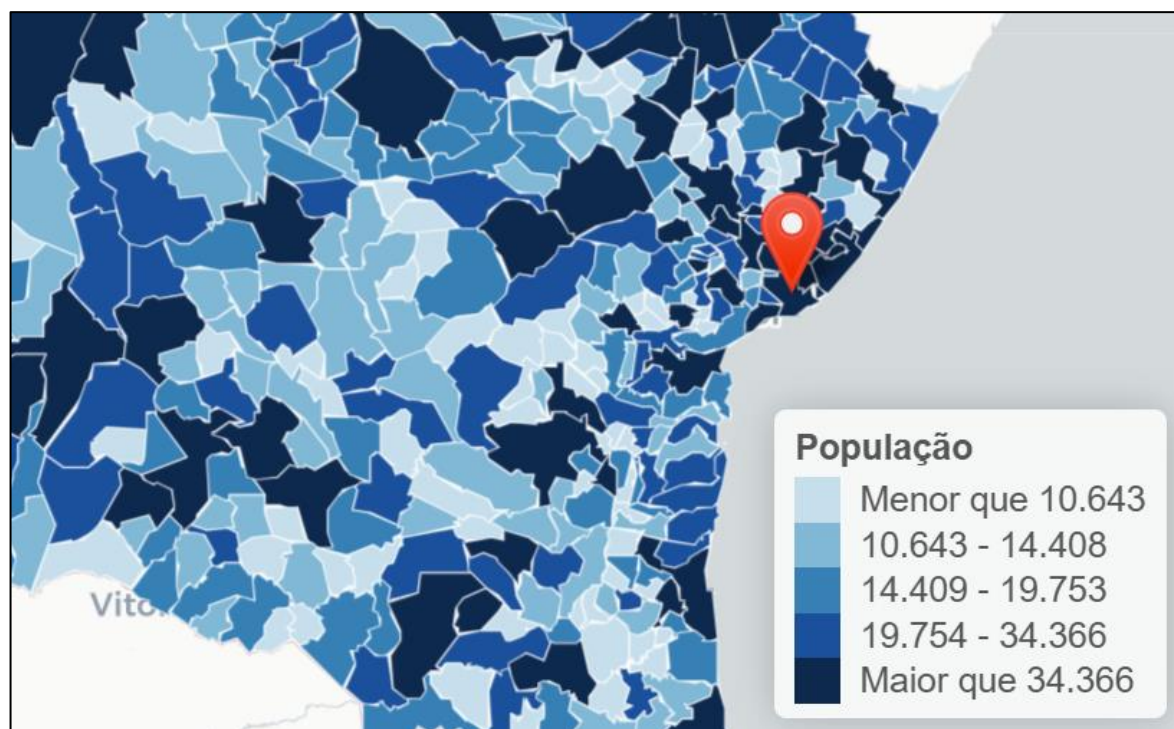 População
Menor que 10.643
10.643 - 14.408
14.409 - 19.753
19.754 - 34.366
Maior que 34.366